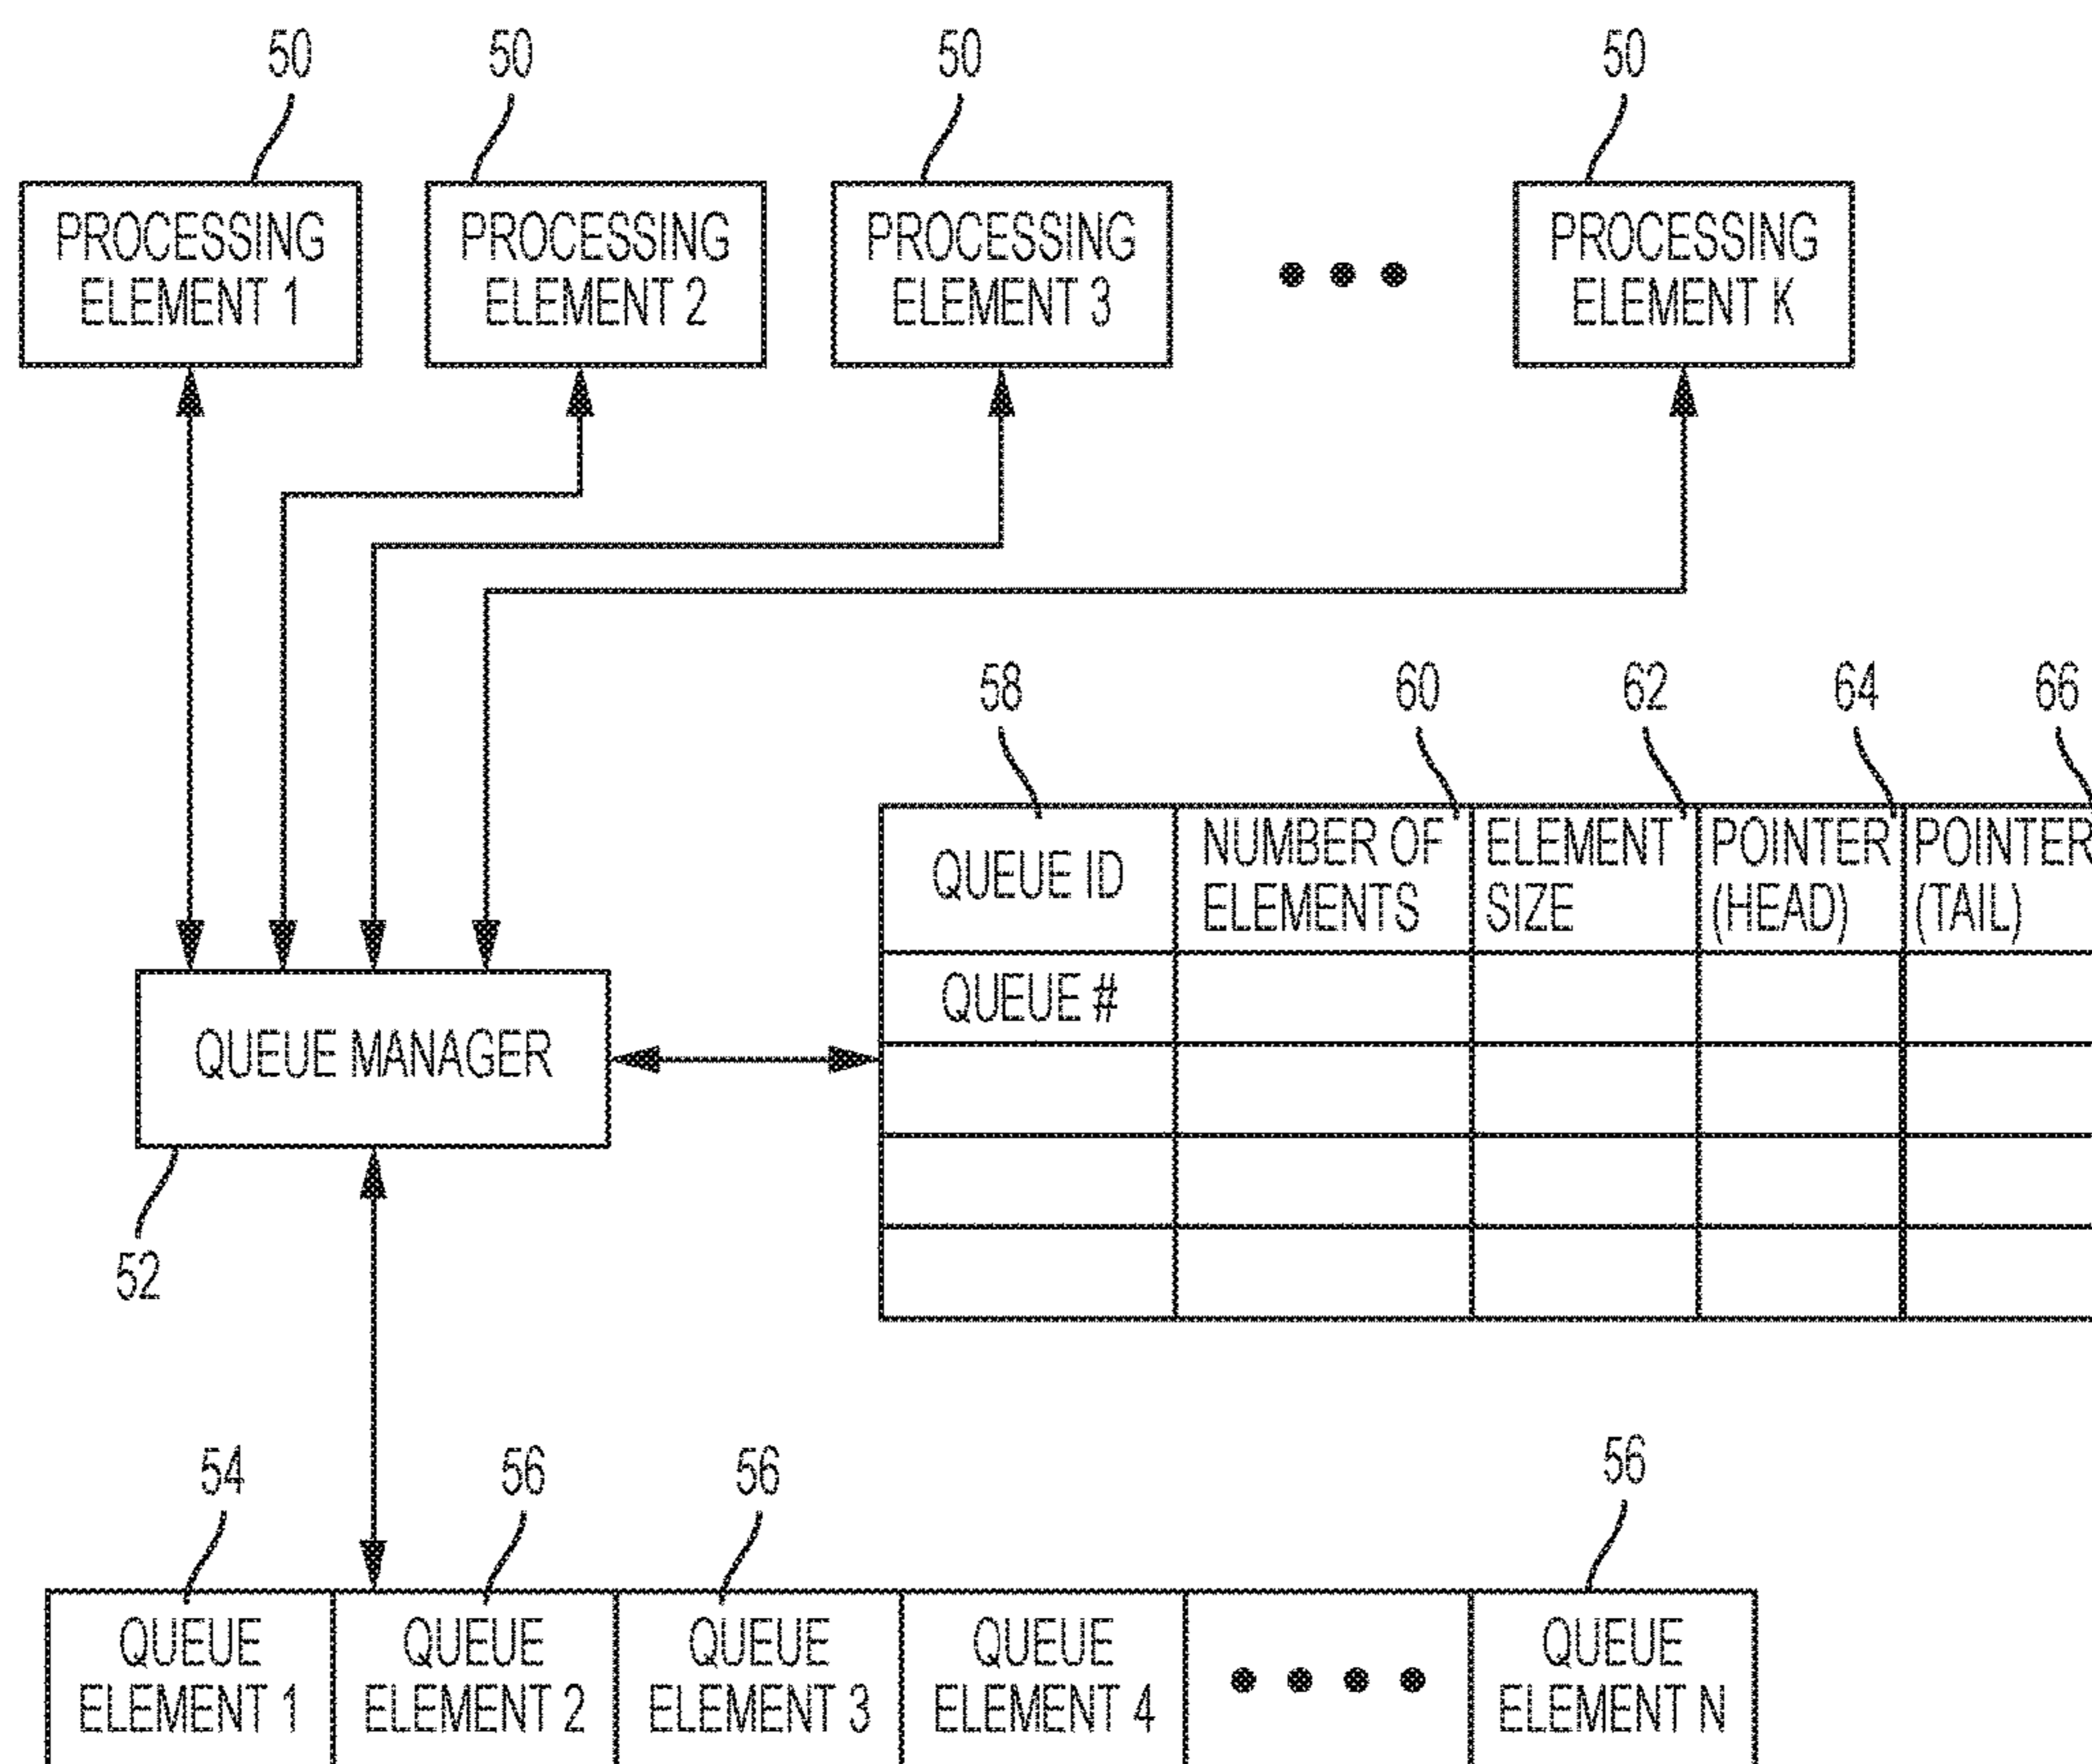 50 50 50 50
PROCESSING ELEMENT 1
PROCESSING ELEMENT 2
PROCESSING ELEMENT 3
PROCESSING ELEMENT K
58 60 62 64 66
QUEUE ID
NUMBER OF ELEMENTS
ELEMENT SIZE
POINTER (HEAD)
POINTER (TAIL)
QUEUE #
QUEUE MANAGER
52
54 56 56 56
QUEUE ELEMENT 1
QUEUE ELEMENT 2
QUEUE ELEMENT 3
QUEUE ELEMENT 4
QUEUE ELEMENT N